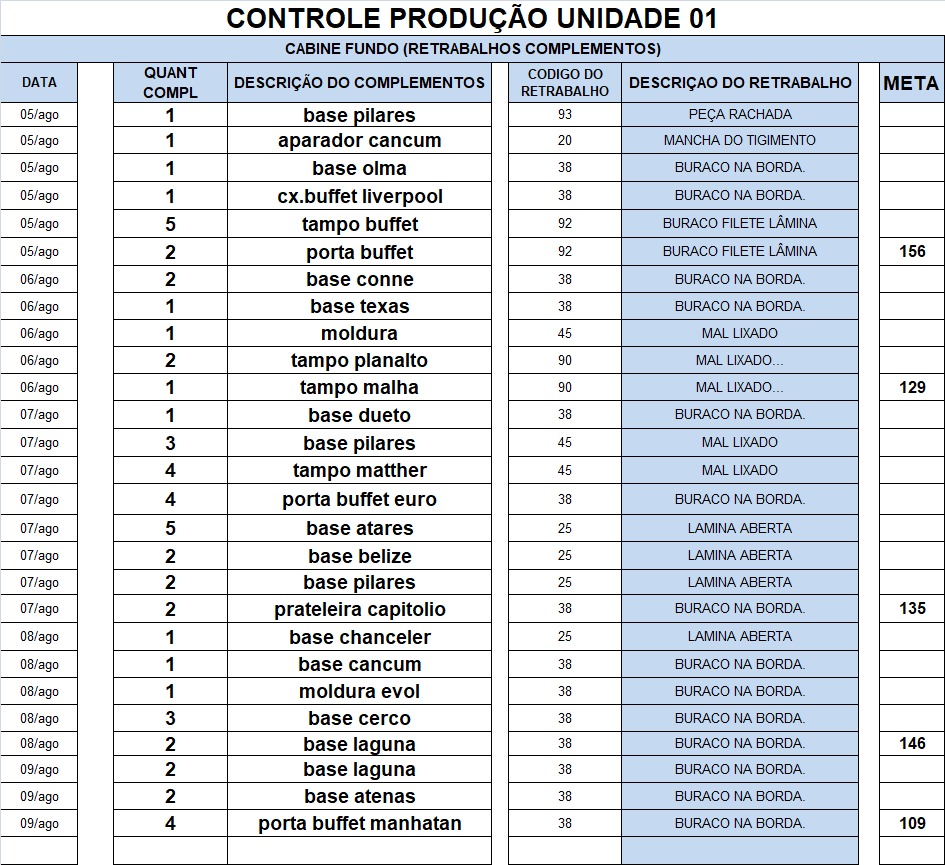 CONTROLE PRODUÇÃO UNIDADE 01
CABINE FUNDO (RETRABALHOS COMPLEMENTOS)
DATA QUANT COMPL DESCRIÇÃO DO COMPLEMENTOS CODIGO DO RETRABALHO DESCRIÇAO DO RETRABALHO META
05/ago 1 base pilares 93 PEÇA RACHADA
05/ago 1 aparador cancum 20 MANCHA DO TIGIMENTO
05/ago 1 base olma 38 BURACO NA BORDA.
05/ago 1 cx.buffet liverpool 38 BURACO NA BORDA.
05/ago 5 tampo buffet 92 BURACO FILETE LÂMINA
05/ago 2 porta buffet 92 BURACO FILETE LÂMINA 156
06/ago 2 base conne 38 BURACO NA BORDA.
06/ago 1 base texas 38 BURACO NA BORDA.
06/ago 1 moldura 45 MAL LIXADO
06/ago 2 tampo planalto 90 MAL LIXADO...
06/ago 1 tampo malha 90 MAL LIXADO... 129
07/ago 1 base dueto 38 BURACO NA BORDA.
07/ago 3 base pilares 45 MAL LIXADO
07/ago 4 tampo matther 45 MAL LIXADO
07/ago 4 porta buffet euro 38 BURACO NA BORDA.
07/ago 5 base atares 25 LAMINA ABERTA
07/ago 2 base belize 25 LAMINA ABERTA
07/ago 2 base pilares 25 LAMINA ABERTA
07/ago 2 prateleira capitolio 38 BURACO NA BORDA. 135
08/ago 1 base chanceler 25 LAMINA ABERTA
08/ago 1 base cancum 38 BURACO NA BORDA.
08/ago 1 moldura evol 38 BURACO NA BORDA.
08/ago 3 base cerco 38 BURACO NA BORDA.
08/ago 2 base laguna 38 BURACO NA BORDA. 146
09/ago 2 base laguna 38 BURACO NA BORDA.
09/ago 2 base atenas 38 BURACO NA BORDA.
09/ago 4 porta buffet manhatan 38 BURACO NA BORDA. 109